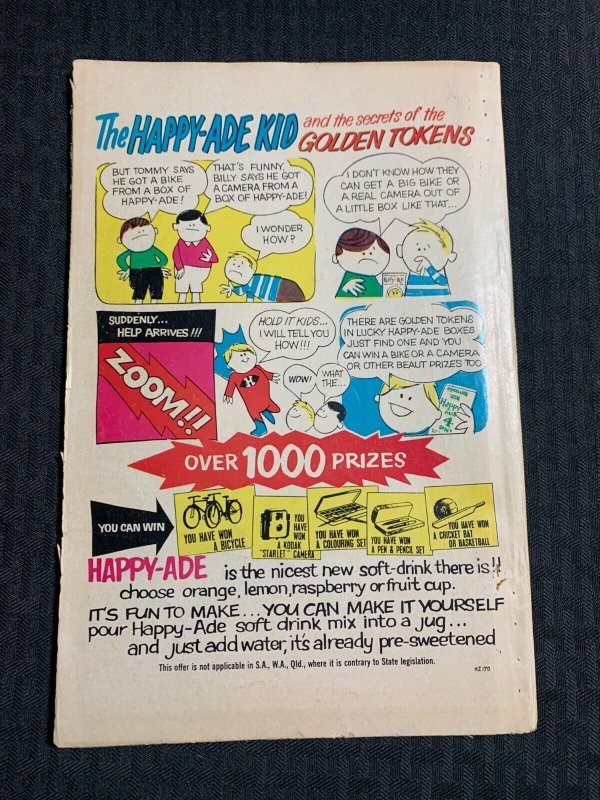 The HAPPY-ADE KID and the secrets of the
GOLDEN TOKENS
BUT TOMMY SAYS
HE GOT A BIKE
FROM A BOX OF
HAPPY-ADE!
THAT'S FUNNY,
BILLY SAYS HE GOT
A CAMERA FROM A
BOX OF HAPPY-ADE!
I WONDER
HOW?
I DON'T KNOW HOW THEY
CAN GET A BIG BIKE OR
A REAL CAMERA OUT OF
A LITTLE BOX LIKE THAT...
SUDDENLY...
HELP ARRIVES!!!
ZOOM!!
HOLD IT KIDS...
I WILL TELL YOU
HOW!!!
H
WOW!
WHAT
THE...
THERE ARE GOLDEN TOKENS
IN LUCKY HAPPY-ADE BOXES
JUST FIND ONE AND YOU
CAN WIN A BIKE OR A CAMERA
OR OTHER BEAUT PRIZES TOO
OVER 1000 PRIZES
YOU CAN WIN
YOU HAVE WON
A BICYCLE
YOU
HAVE
WON
A KODAK
"STARLET" CAMERA
YOU HAVE WON
A COLOURING SET
YOU HAVE WON
A PEN & PENCIL SET
YOU HAVE WON
A CRICKET BAT
OR BASKETBALL
HAPPY-ADE is the nicest new soft-drink there is!!
choose orange, lemon, raspberry or fruit cup.
IT'S FUN TO MAKE... YOU CAN MAKE IT YOURSELF
pour Happy-Ade soft drink mix into a jug...
and just add water, it's already pre-sweetened
This offer is not applicable in S.A., W.A., Qld., where it is contrary to State legislation.
HZ 170